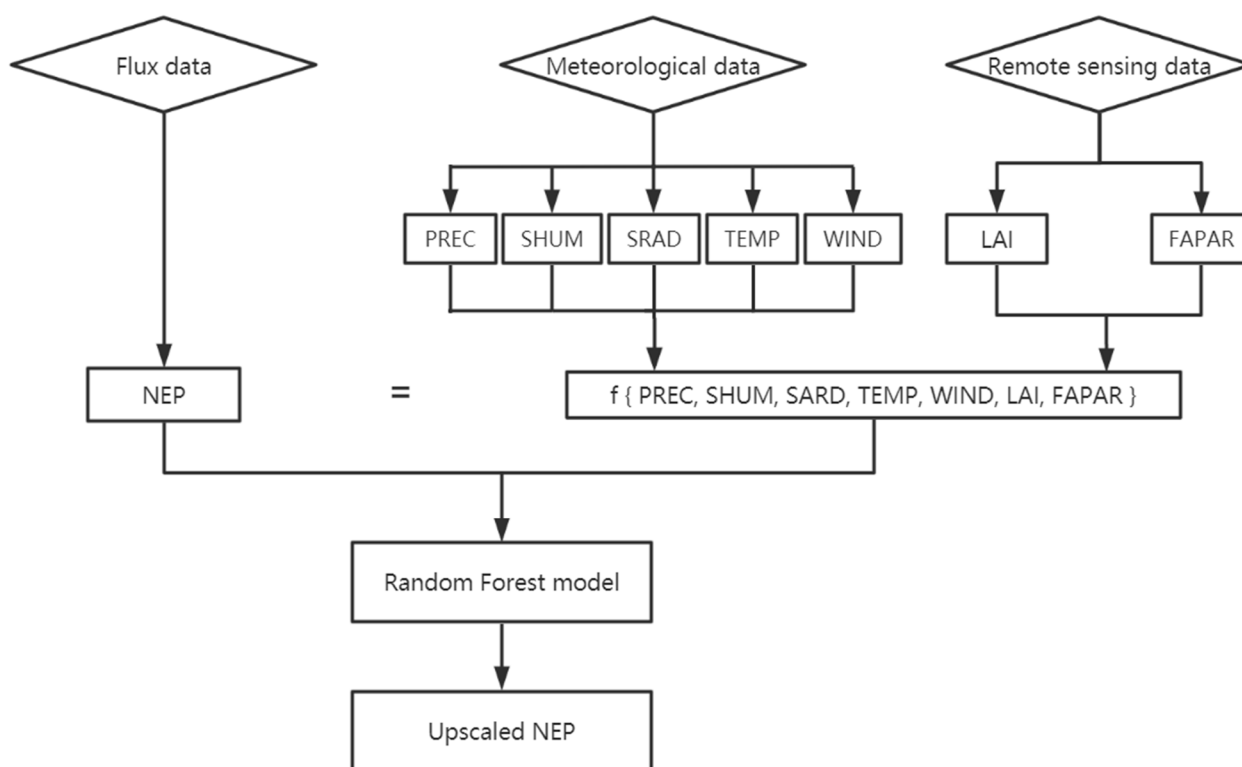 Flux data
Meteorological data
Remote sensing data
PREC
SHUM
SRAD
TEMP
WIND
LAI
FAPAR
NEP
=
f { PREC, SHUM, SARD, TEMP, WIND, LAI, FAPAR }
Random Forest model
Upscaled NEP